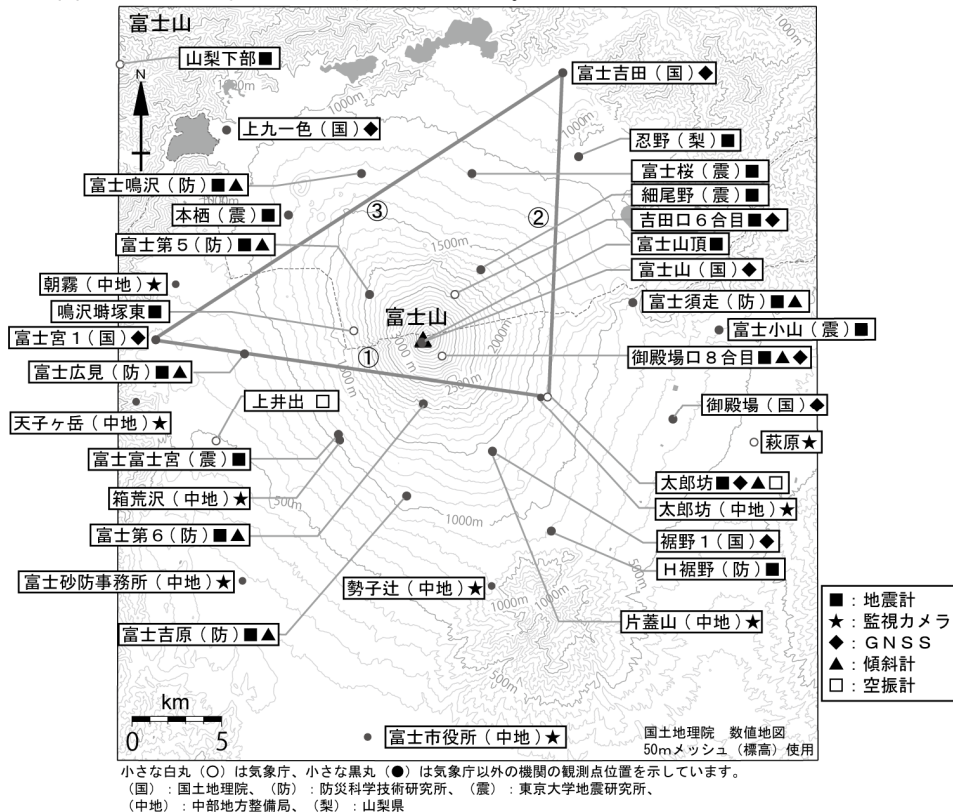 富士山
山梨下部■
N
1000m
1000m
富士吉田（国）◆
上九一色（国）◆
1000m
1000m
忍野（梨）■
富士鳴沢（防）■▲
富士桜（震）■
細尾野（震）■
③
②
吉田口６合目■◆
本栖（震）■
富士第５（防）■▲
1500m
富士山頂■
富士山（国）◆
朝霧（中地）★
富士須走（防）■▲
鳴沢塒塚東■
富士山
富士小山（震）■
富士宮１（国）◆
①
2000m
3000m
御殿場口８合目■▲◆
富士広見（防）■▲
2500m
天子ヶ岳（中地）★
上井出 □
御殿場（国）◆
萩原★
富士富士宮（震）■
太郎坊■◆▲□
箱荒沢（中地）★
500m
太郎坊（中地）★
1000m
富士第６（防）■▲
裾野１（国）◆
Ｈ裾野（防）■
富士砂防事務所（中地）★
勢子辻（中地）★
500m
1000m
1000m
富士吉原（防）■▲
片蓋山（中地）★
500m
■：地震計
★：監視カメラ
◆：ＧＮＳＳ
▲：傾斜計
□：空振計
km
0 5
富士市役所（中地）★
国土地理院 数値地図
50mメッシュ（標高）使用
小さな白丸（○）は気象庁、小さな黒丸（●）は気象庁以外の機関の観測点位置を示しています。
（国）：国土地理院、（防）：防災科学技術研究所、（震）：東京大学地震研究所、
（中地）：中部地方整備局、（梨）：山梨県